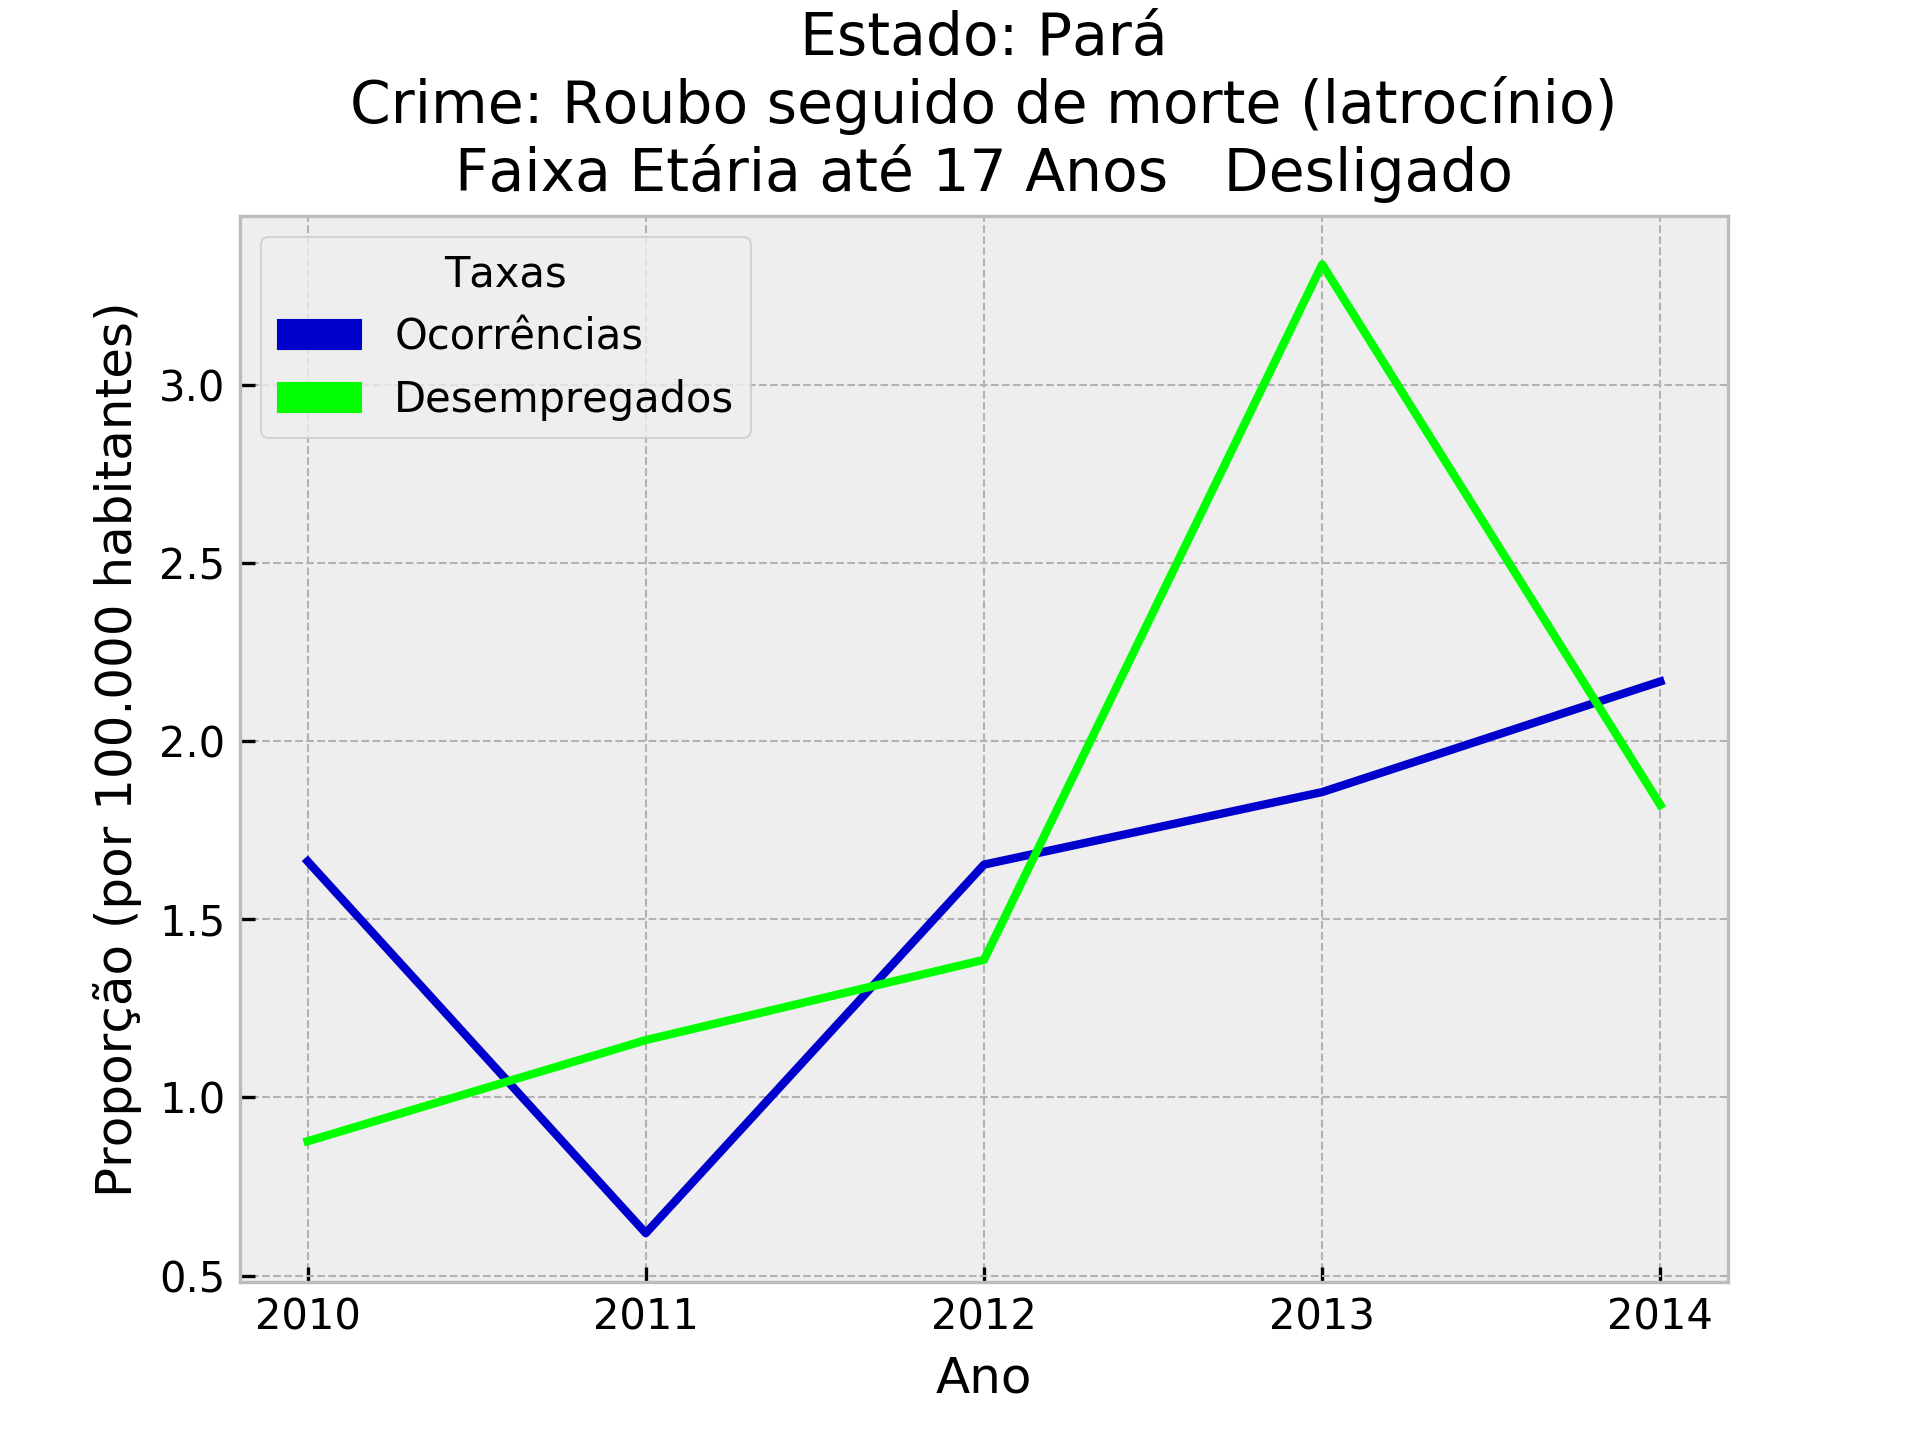 Estado: Pará
Crime: Roubo seguido de morte (latrocínio)
Faixa Etária até 17 Anos   Desligado
Taxas
Ocorrências
Desempregados
Proporção (por 100.000 habitantes)
3.0
2.5
2.0
1.5
1.0
0.5
2010 2011 2012 2013 2014
Ano